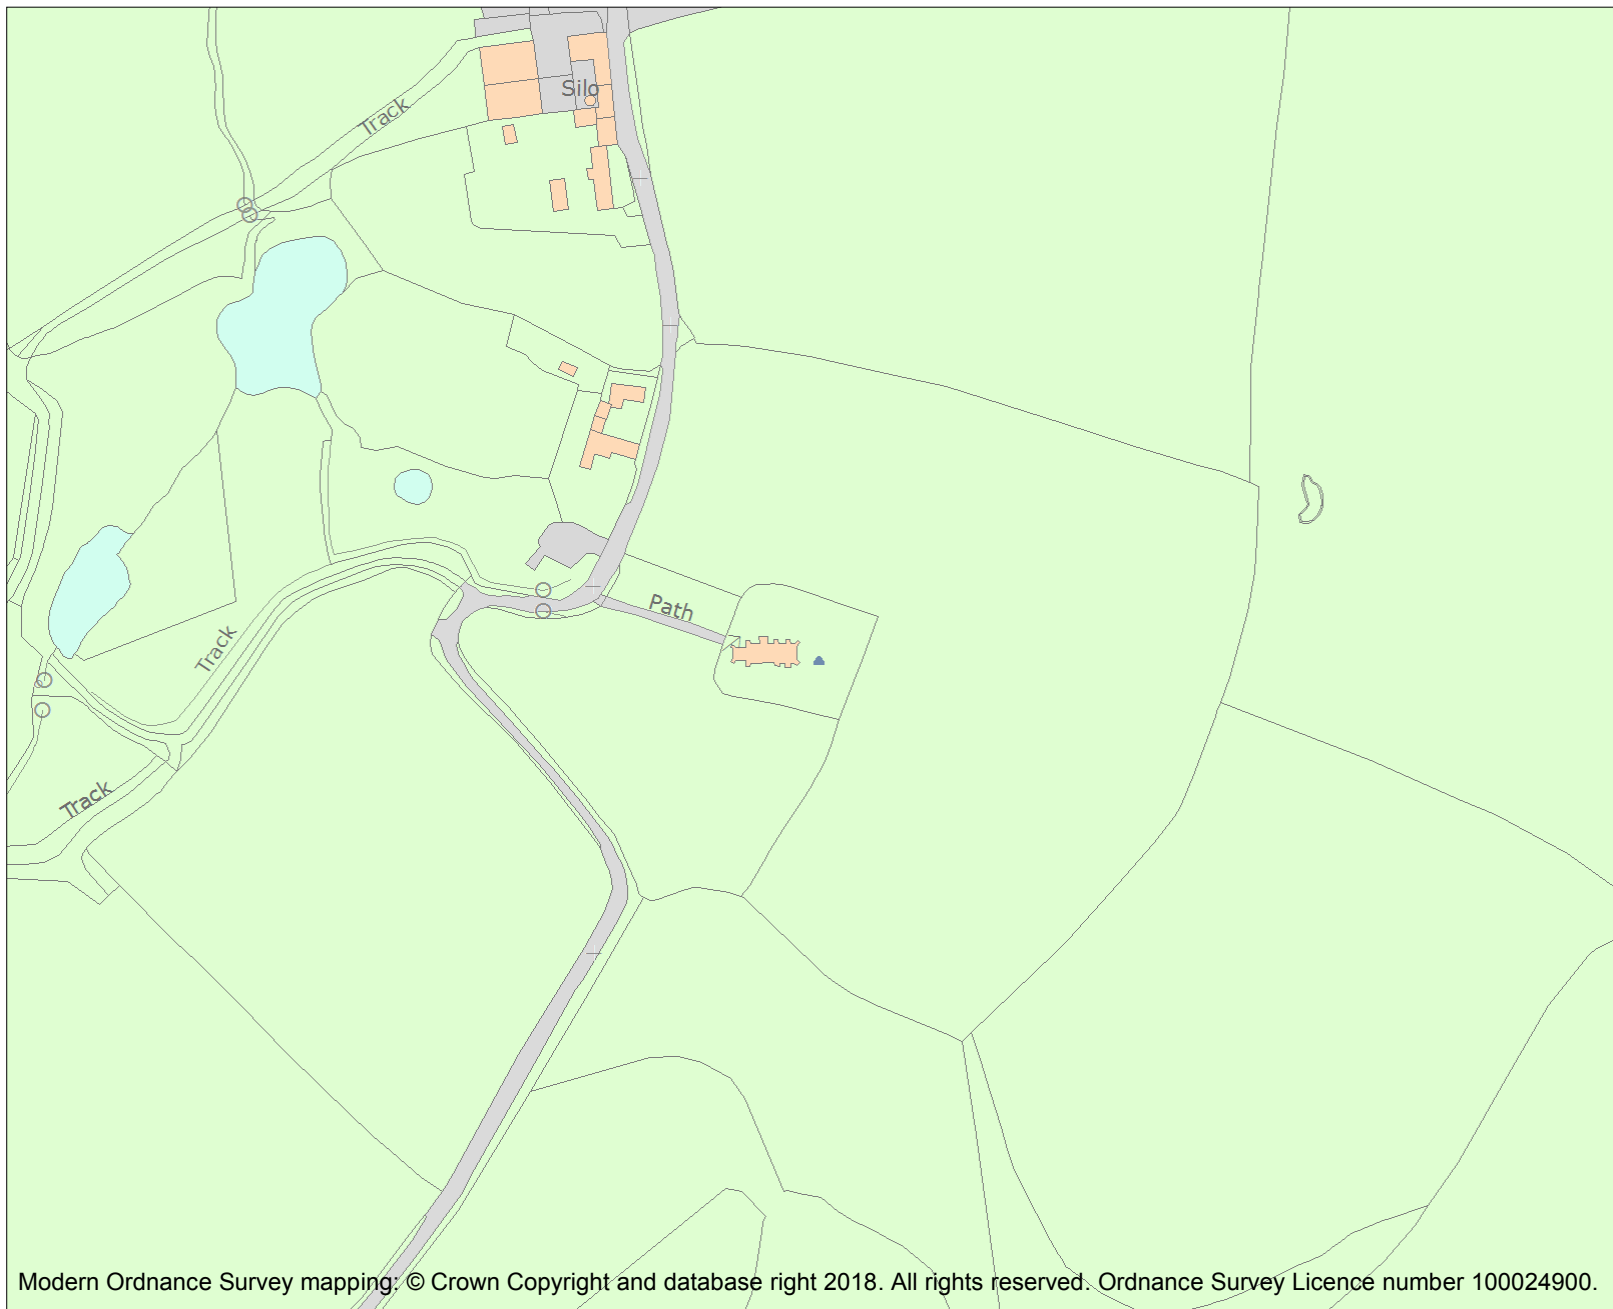 Silo
Track
Path
Track
Track
Modern Ordnance Survey mapping: © Crown Copyright and database right 2018. All rights reserved. Ordnance Survey Licence number 100024900.